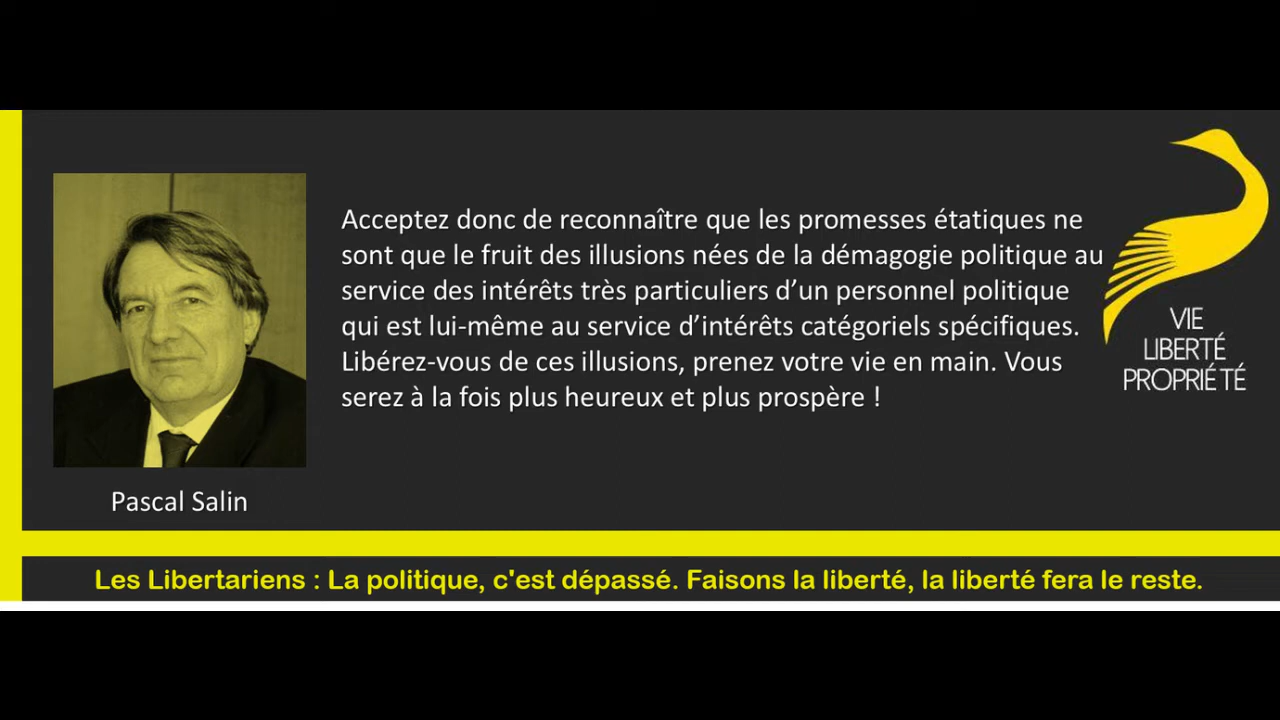 Acceptez donc de reconnaître que les promesses étatiques ne
sont que le fruit des illusions nées de la démagogie politique au
service des intérêts très particuliers d’un personnel politique
qui est lui-même au service d’intérêts catégoriels spécifiques.
Libérez-vous de ces illusions, prenez votre vie en main. Vous
serez à la fois plus heureux et plus prospère !
VIE
LIBERTÉ
PROPRIÉTÉ
Pascal Salin
Les Libertariens : La politique, c'est dépassé. Faisons la liberté, la liberté fera le reste.